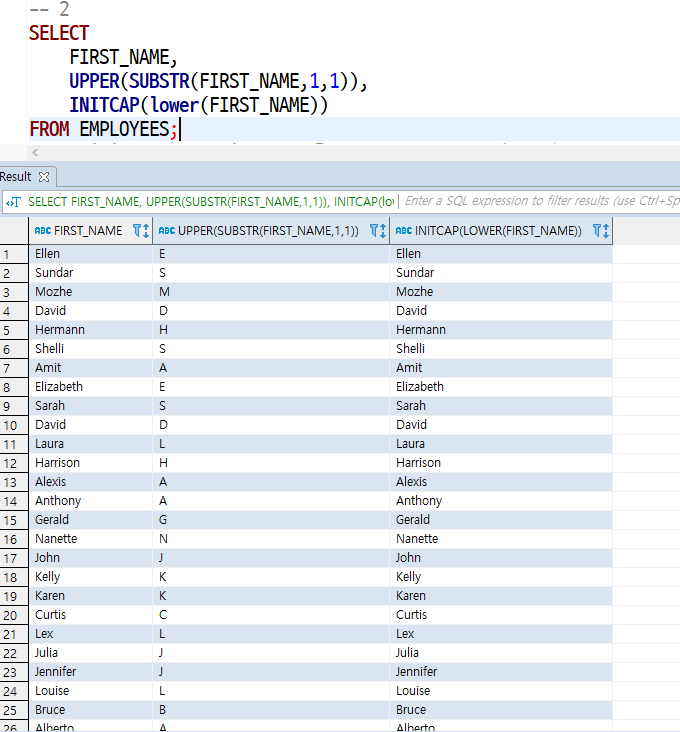 -- 2
SELECT
FIRST_NAME,
UPPER(SUBSTR(FIRST_NAME,1,1)),
INITCAP(lower(FIRST_NAME))
FROM EMPLOYEES;
<
Result
SELECT FIRST_NAME, UPPER(SUBSTR(FIRST_NAME,1,1)), INITCAP(lo Enter a SQL expression to filter results (use Ctrl+Sp
ABC FIRST_NAME ABC UPPER(SUBSTR(FIRST_NAME,1,1)) ABC INITCAP(LOWER(FIRST_NAME))
1 Ellen E Ellen
2 Sundar S Sundar
3 Mozhe M Mozhe
4 David D David
5 Hermann H Hermann
6 Shelli S Shelli
7 Amit A Amit
8 Elizabeth E Elizabeth
9 Sarah S Sarah
10 David D David
11 Laura L Laura
12 Harrison H Harrison
13 Alexis A Alexis
14 Anthony A Anthony
15 Gerald G Gerald
16 Nanette N Nanette
17 John J John
18 Kelly K Kelly
19 Karen K Karen
20 Curtis C Curtis
21 Lex L Lex
22 Julia J Julia
23 Jennifer J Jennifer
24 Louise L Louise
25 Bruce B Bruce
26 Alberto A Alberto